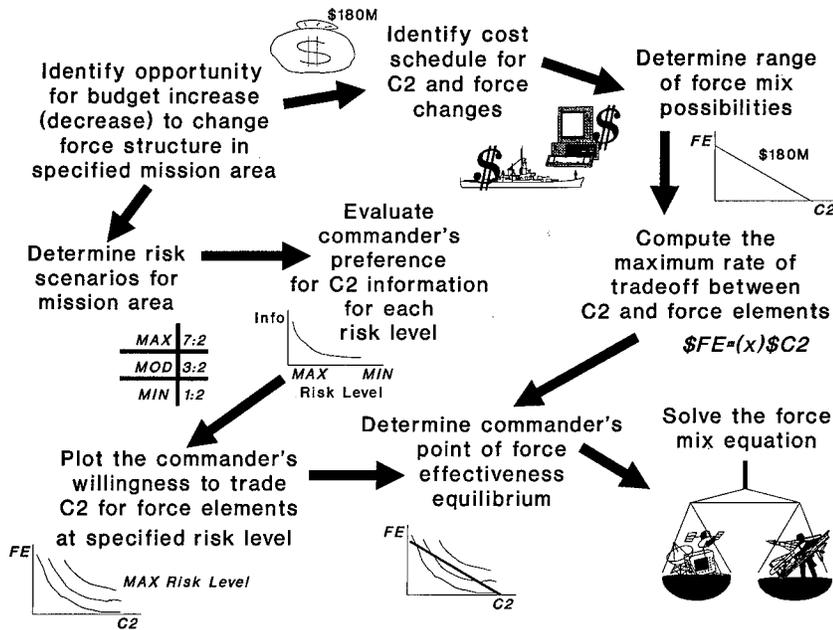 $180M
$
Identify opportunity
for budget increase
(decrease) to change
force structure in
specified mission area
Identify cost
schedule for
C2 and force
changes
$
$
Determine range
of force mix
possibilities
FE
$180M
C2
Determine risk
scenarios for
mission area
MAX 7:2
MOD 3:2
MIN 1:2
Evaluate
commander's
preference
for C2 information
for each
risk level
Info
MAX MIN
Risk Level
Compute the
maximum rate of
tradeoff between
C2 and force elements
$FE=(x)$C2
Plot the commander's
willingness to trade
C2 for force elements
at specified risk level
FE
MAX Risk Level
C2
Determine commander's
point of force
effectiveness
equilibrium
FE
C2
Solve the force
mix equation